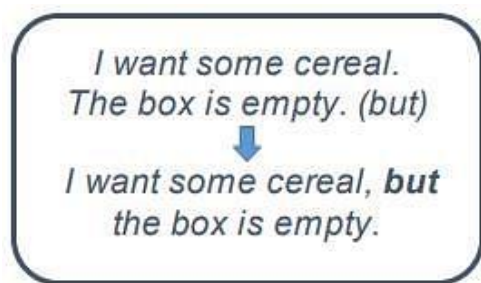 I want some cereal.
The box is empty. (but)
I want some cereal, but
the box is empty.